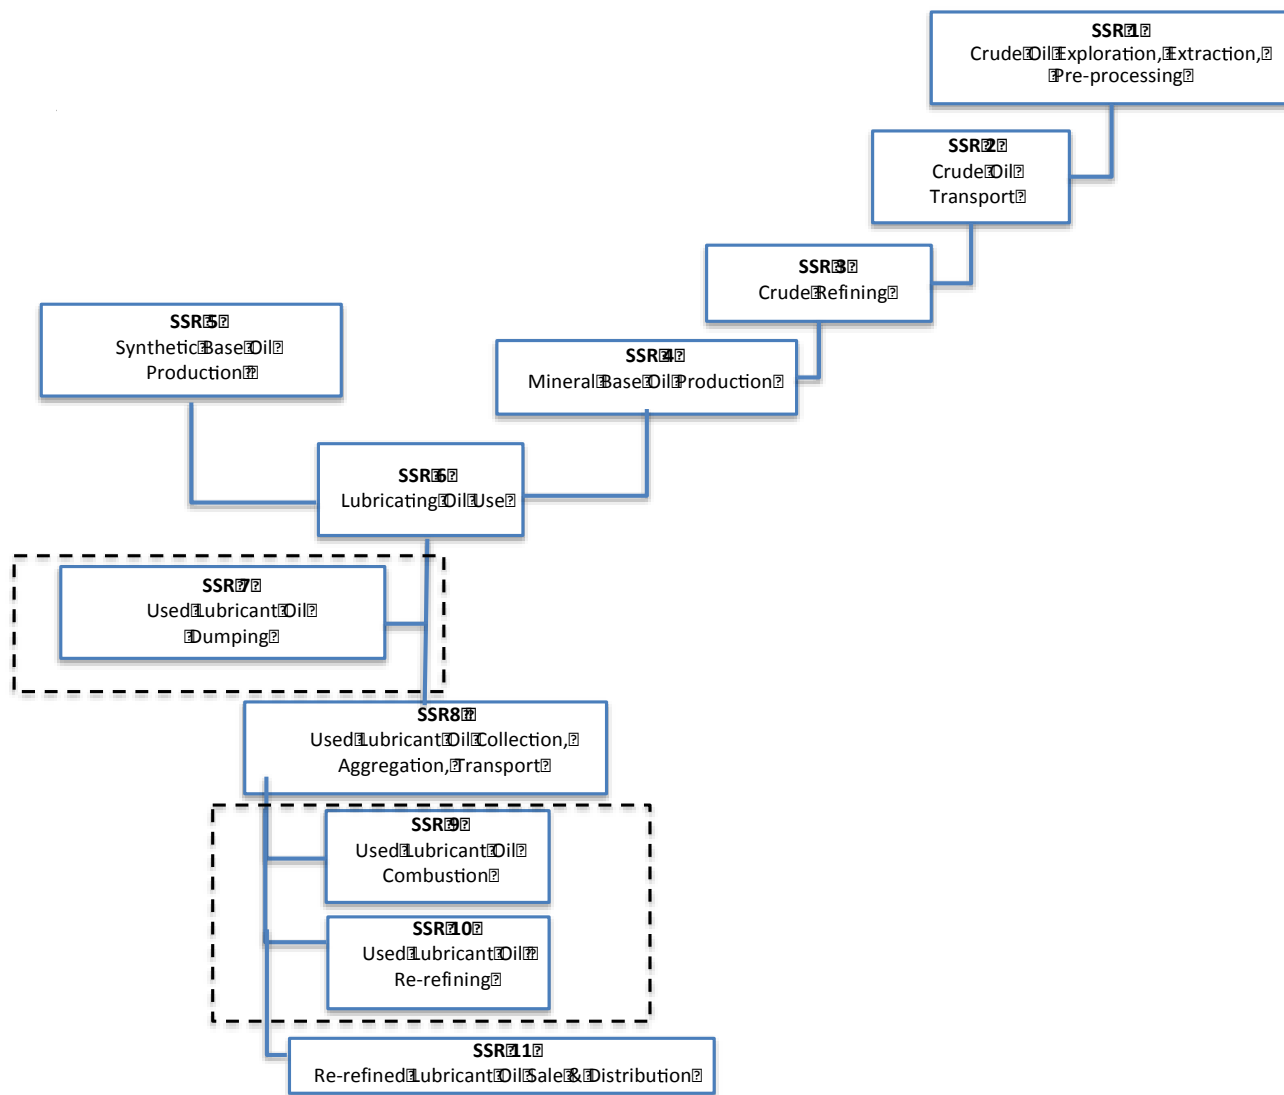 SSR 1
Crude Oil Exploration, Extraction,
Pre-processing
SSR 2
Crude Oil
Transport
SSR 3
Crude Refining
SSR 5
Synthetic Base Oil
Production
SSR 4
Mineral Base Oil Production
SSR 6
Lubricating Oil Use
SSR 7
Used Lubricant Oil
Dumping
SSR8
Used Lubricant Oil Collection,
Aggregation, Transport
SSR 9
Used Lubricant Oil
Combustion
SSR 10
Used Lubricant Oil
Re-refining
SSR 11
Re-refined Lubricant Oil Sale & Distribution